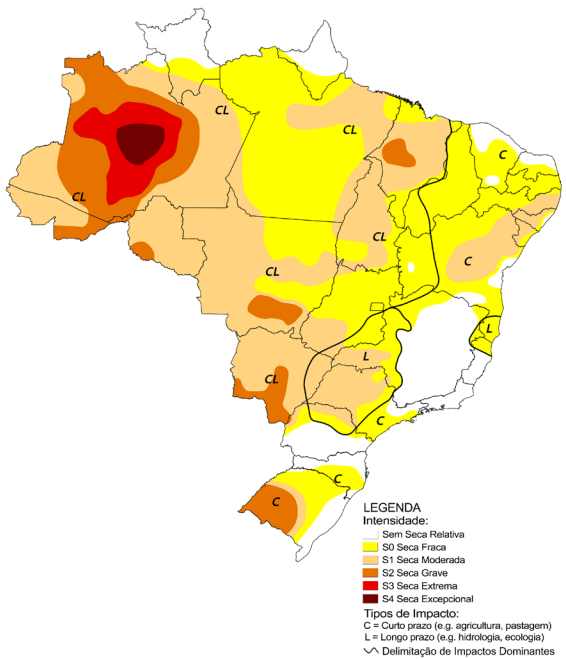 CL
CL
C
CL
CL
C
CL
L
L
CL
C
C
C
LEGENDA
Intensidade:
Sem Seca Relativa
S0 Seca Fraca
S1 Seca Moderada
S2 Seca Grave
S3 Seca Extrema
S4 Seca Excepcional
Tipos de Impacto:
C = Curto prazo (e.g. agricultura, pastagem)
L = Longo prazo (e.g. hidrologia, ecologia)
Delimitação de Impactos Dominantes